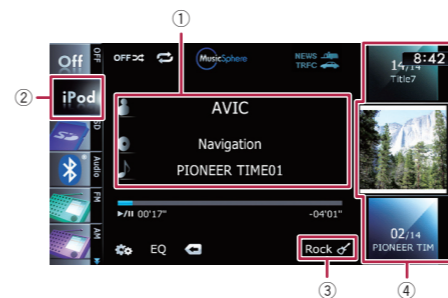 ①
②
Off
OFF
iPod
SD
Audio
FM
AM
OFF
MusicSphere
NEWS
TRFC
AVIC
Navigation
PIONEER TIME01
▶/II 00'17"
-04'01"
EQ
Rock
14/14
8:42
Title7
02/14
PIONEER TIM
③
④